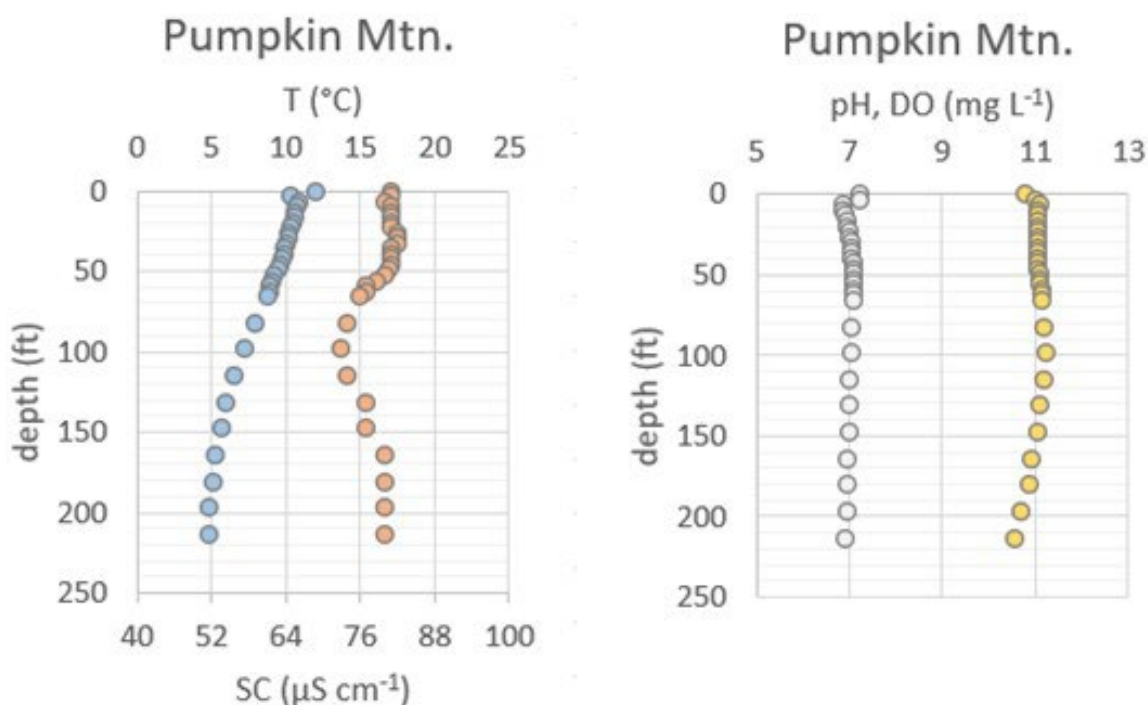 Pumpkin Mtn.
T (°C)
0 5 10 15 20 25
0
50
100
150
200
250
depth (ft)
40 52 64 76 88 100
SC (µS cm⁻¹)
Pumpkin Mtn.
pH, DO (mg L⁻¹)
5 7 9 11 13
0
50
100
150
200
250
depth (ft)